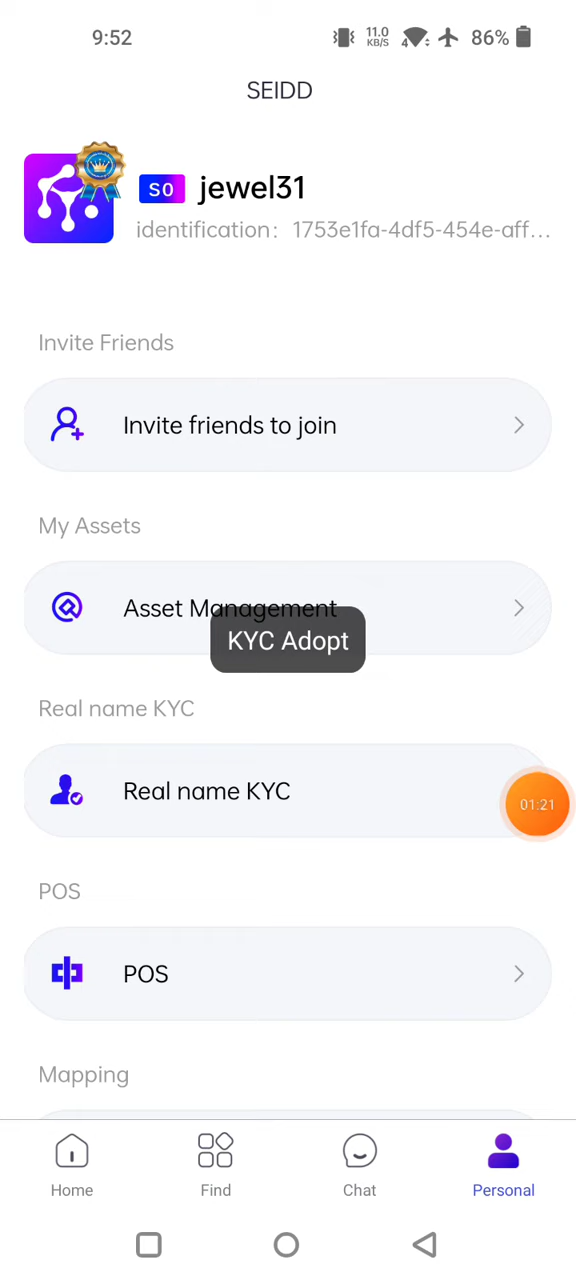 9:52
11.0
KB/S
4
86%
SEIDD
S0 jewel31
identification: 1753e1fa-4df5-454e-aff...
Invite Friends
Invite friends to join
My Assets
Asset Management
KYC Adopt
Real name KYC
Real name KYC
01:21
POS
POS
Mapping
Home Find Chat Personal